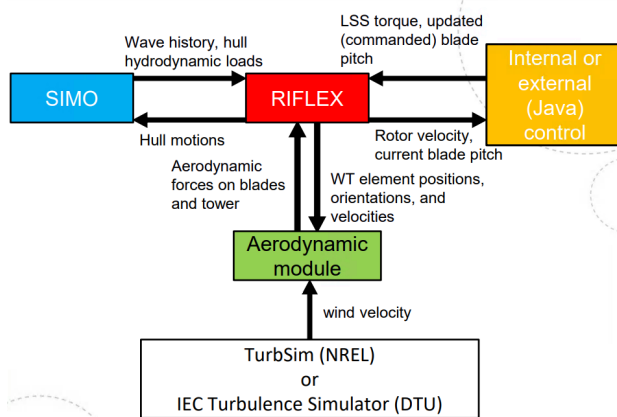 Wave history, hull
hydrodynamic loads
LSS torque, updated
(commanded) blade
pitch
SIMO
RIFLEX
Internal or
external
(Java)
control
Hull motions
Rotor velocity,
current blade pitch
Aerodynamic
forces on blades
and tower
WT element positions,
orientations, and
velocities
Aerodynamic
module
wind velocity
TurbSim (NREL)
or
IEC Turbulence Simulator (DTU)